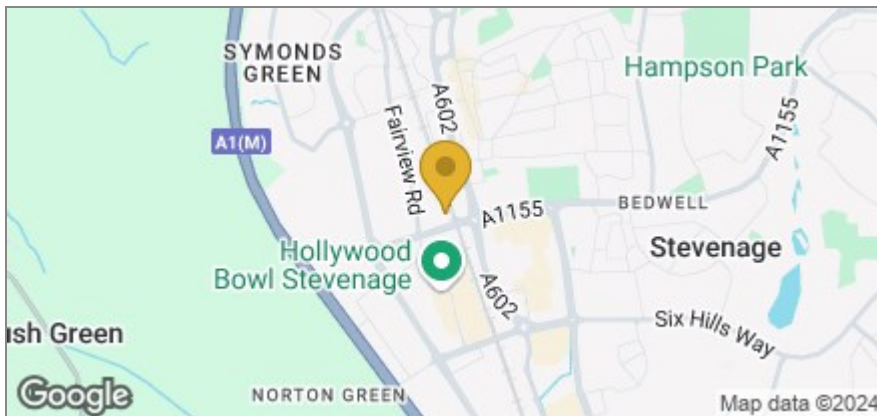 SYMONDS
GREEN
Hampson Park
A602
A1155
A1(M)
Fairview Rd
A1155
BEDWELL
Hollywood
Bowl Stevenage
Stevenage
A602
Six Hills Way
ush Green
NORTON GREEN
Google
Map data ©2024